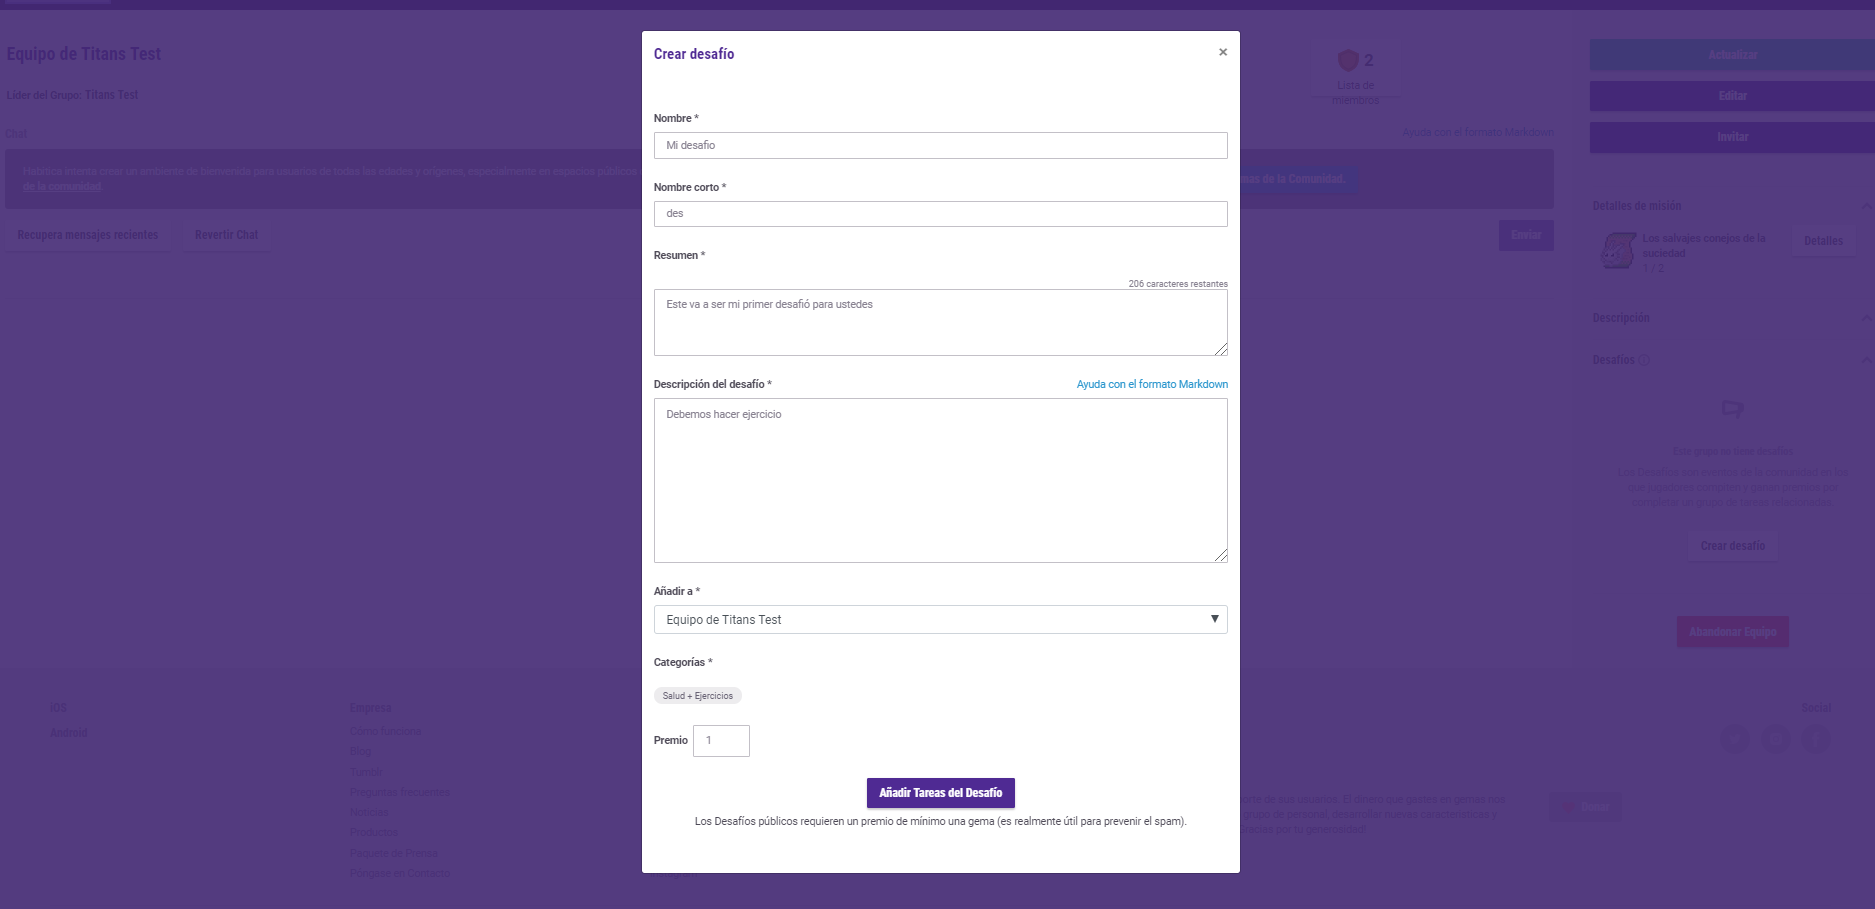 Equipo de Titans Test
Líder del Grupo: Titans Test
Chat
Habitica intenta crear un ambiente de bienvenida para usuarios de todas las edades y orígenes, especialmente en espacios públicos
de la comunidad.
Recupera mensajes recientes
Revertir Chat
Crear desafío
×
Nombre *
Mi desafio
Nombre corto *
des
Resumen *
206 caracteres restantes
Este va a ser mi primer desafió para ustedes
Descripción del desafío *
Ayuda con el formato Markdown
Debemos hacer ejercicio
Añadir a *
Equipo de Titans Test
Categorías *
Salud + Ejercicios
Premio
1
Añadir Tareas del Desafío
Los Desafíos públicos requieren un premio de mínimo una gema (es realmente útil para prevenir el spam).
2
Lista de
miembros
Ayuda con el formato Markdown
de la Comunidad.
Enviar
Actualizar
Editar
Invitar
Detalles de misión
Los salvajes conejos de la
suciedad
1 / 2
Detalles
Descripción
Desafíos
Este grupo no tiene desafíos.
Los Desafíos son eventos de la comunidad en los
que jugadores compiten y ganan premios por
completar un grupo de tareas relacionadas.
Crear desafío
Abandonar Equipo
iOS
Android
Empresa
Cómo funciona
Blog
Tumblr
Preguntas frecuentes
Noticias
Productos
Paquete de Prensa
Póngase en Contacto
Social
de sus usuarios. El dinero que gastes en gemas nos
grupo de personal, desarrollar nuevas características y
¡Gracias por tu generosidad!